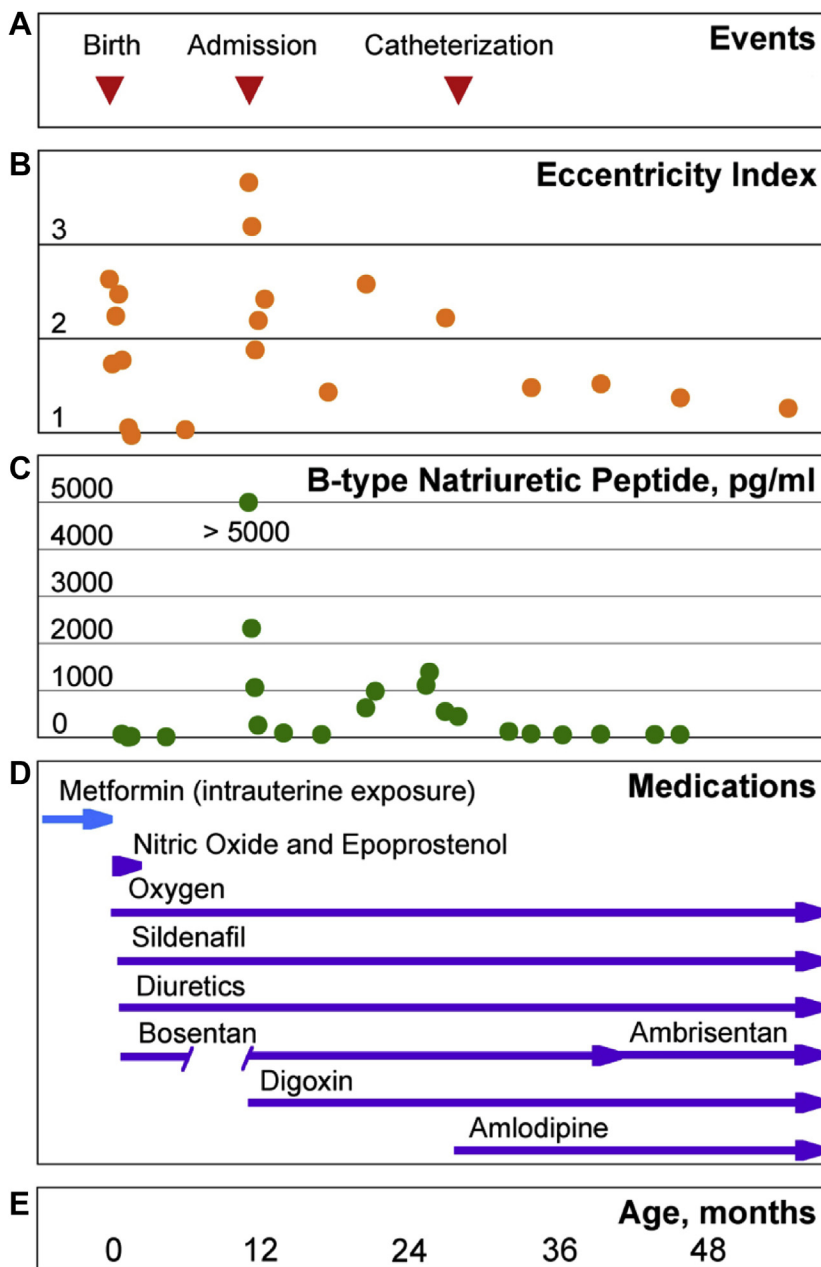 A
Events
Birth Admission Catheterization
B
Eccentricity Index
3
2
1
C
B-type Natriuretic Peptide, pg/ml
5000
> 5000
4000
3000
2000
1000
0
D
Medications
Metformin (intrauterine exposure)
Nitric Oxide and Epoprostenol
Oxygen
Sildenafil
Diuretics
Bosentan Ambrisentan
Digoxin
Amlodipine
E
Age, months
0 12 24 36 48